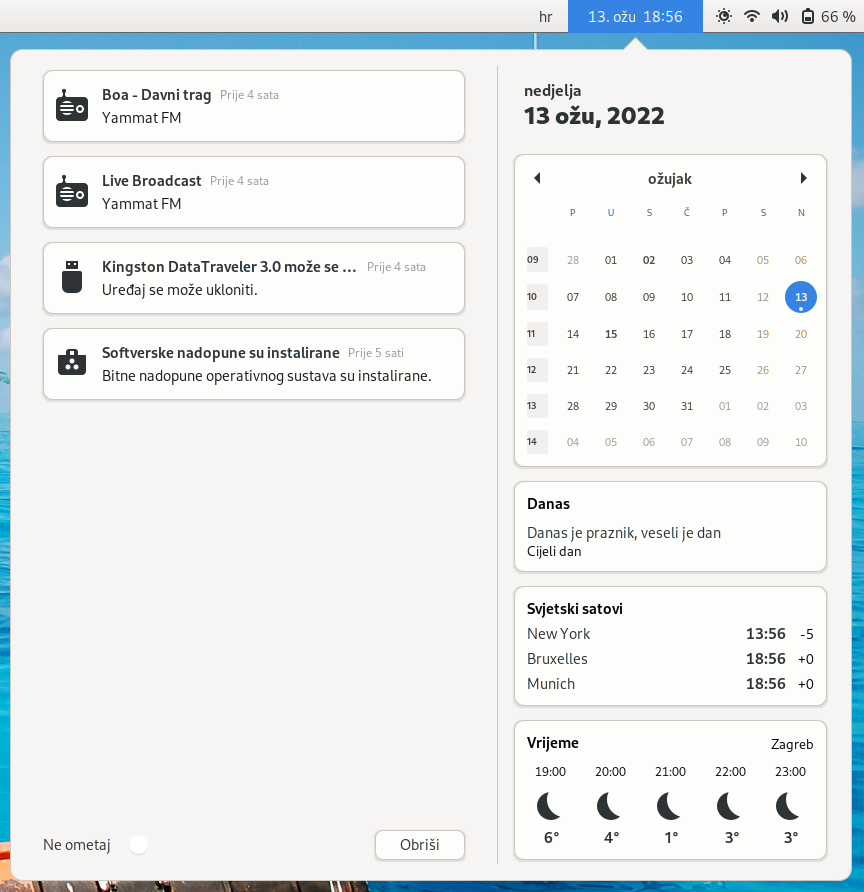 hr
13. ožu 18:56
66 %
Boa - Davni trag Prije 4 sata
Yammat FM
Live Broadcast Prije 4 sata
Yammat FM
Kingston DataTraveler 3.0 može se ... Prije 4 sata
Uređaj se može ukloniti.
Softverske nadopune su instalirane Prije 5 sati
Bitne nadopune operativnog sustava su instalirane.
Ne ometaj
Obriši
nedjelja
13 ožu, 2022
ožujak
P U S Č P S N
09 28 01 02 03 04 05 06
10 07 08 09 10 11 12 13
11 14 15 16 17 18 19 20
12 21 22 23 24 25 26 27
13 28 29 30 31 01 02 03
14 04 05 06 07 08 09 10
Danas
Danas je praznik, veseli je dan
Cijeli dan
Svjetski satovi
New York 13:56 -5
Bruxelles 18:56 +0
Munich 18:56 +0
Vrijeme Zagreb
19:00 20:00 21:00 22:00 23:00
6° 4° 1° 3° 3°